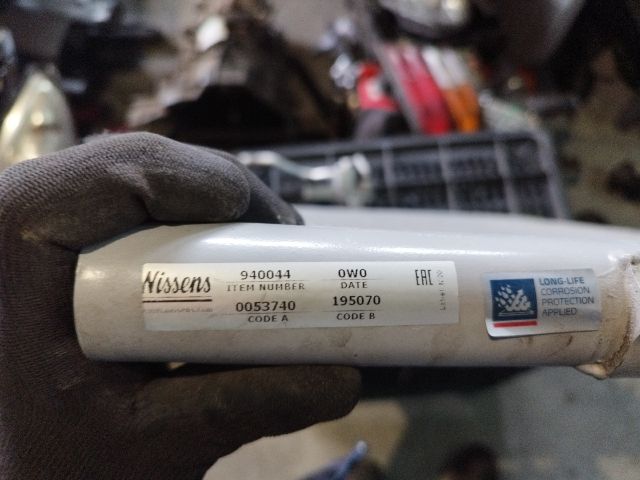 Nissens
940044 0W0
ITEM NUMBER DATE
0053740 195070
CODE A CODE B
EAC
LONG-LIFE
CORROSION
PROTECTION
APPLIED